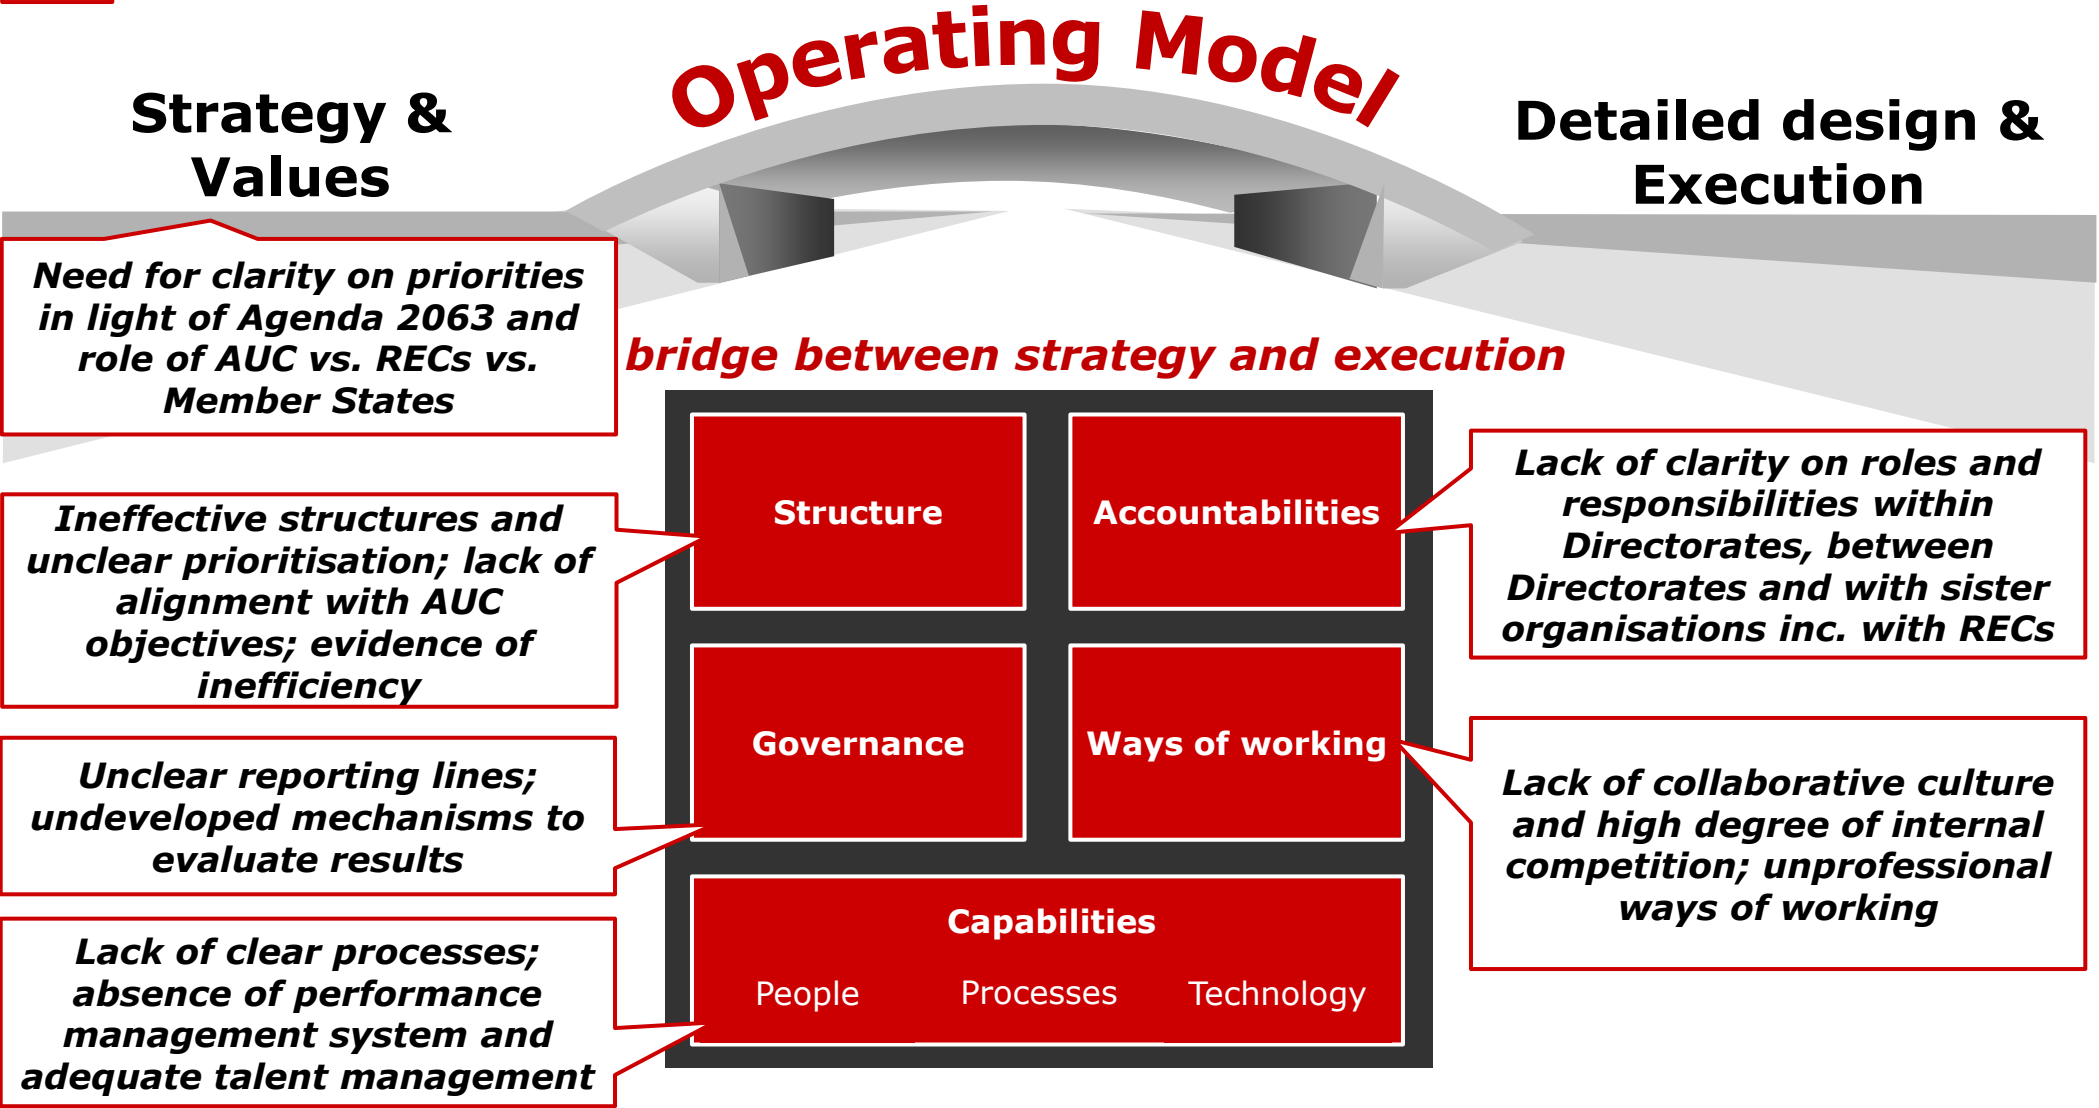 Operating Model
Strategy &
Values
Detailed design &
Execution
Need for clarity on priorities
in light of Agenda 2063 and
role of AUC vs. RECs vs.
Member States
bridge between strategy and execution
Ineffective structures and
unclear prioritisation; lack of
alignment with AUC
objectives; evidence of
inefficiency
Structure
Accountabilities
Lack of clarity on roles and
responsibilities within
Directorates, between
Directorates and with sister
organisations inc. with RECs
Unclear reporting lines;
undeveloped mechanisms to
evaluate results
Governance
Ways of working
Lack of collaborative culture
and high degree of internal
competition; unprofessional
ways of working
Lack of clear processes;
absence of performance
management system and
adequate talent management
Capabilities
People
Processes
Technology